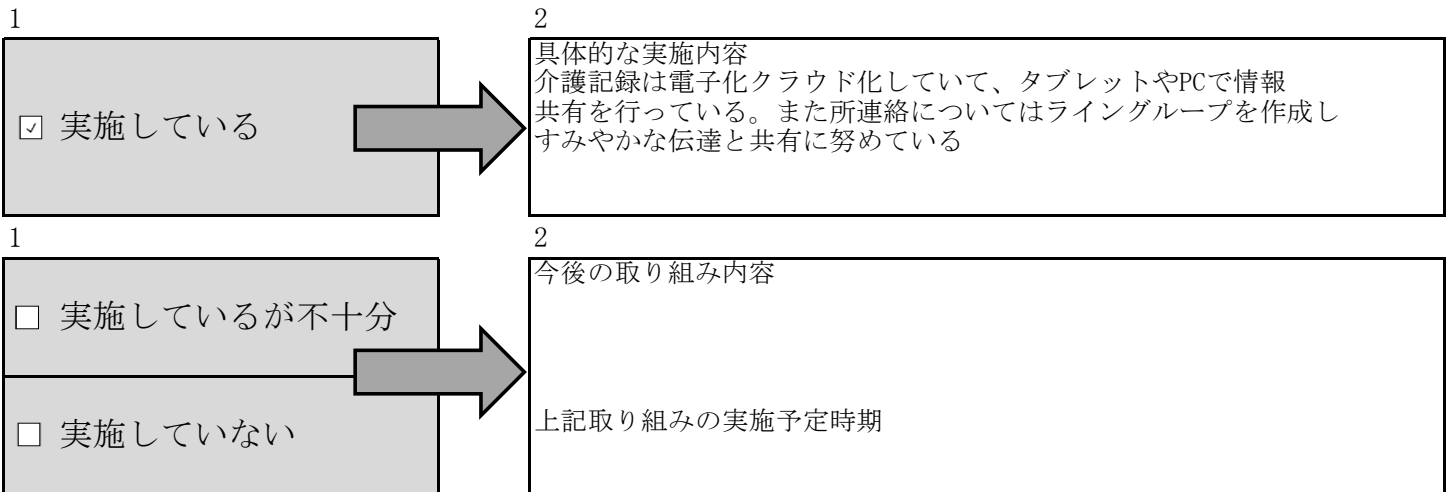 1
2
☑ 実施している
具体的な実施内容
介護記録は電子化クラウド化していて、タブレットやPCで情報
共有を行っている。また所連絡についてはライングループを作成し
すみやかな伝達と共有に努めている
1
2
☐ 実施しているが不十分
☐ 実施していない
今後の取り組み内容
上記取り組みの実施予定時期